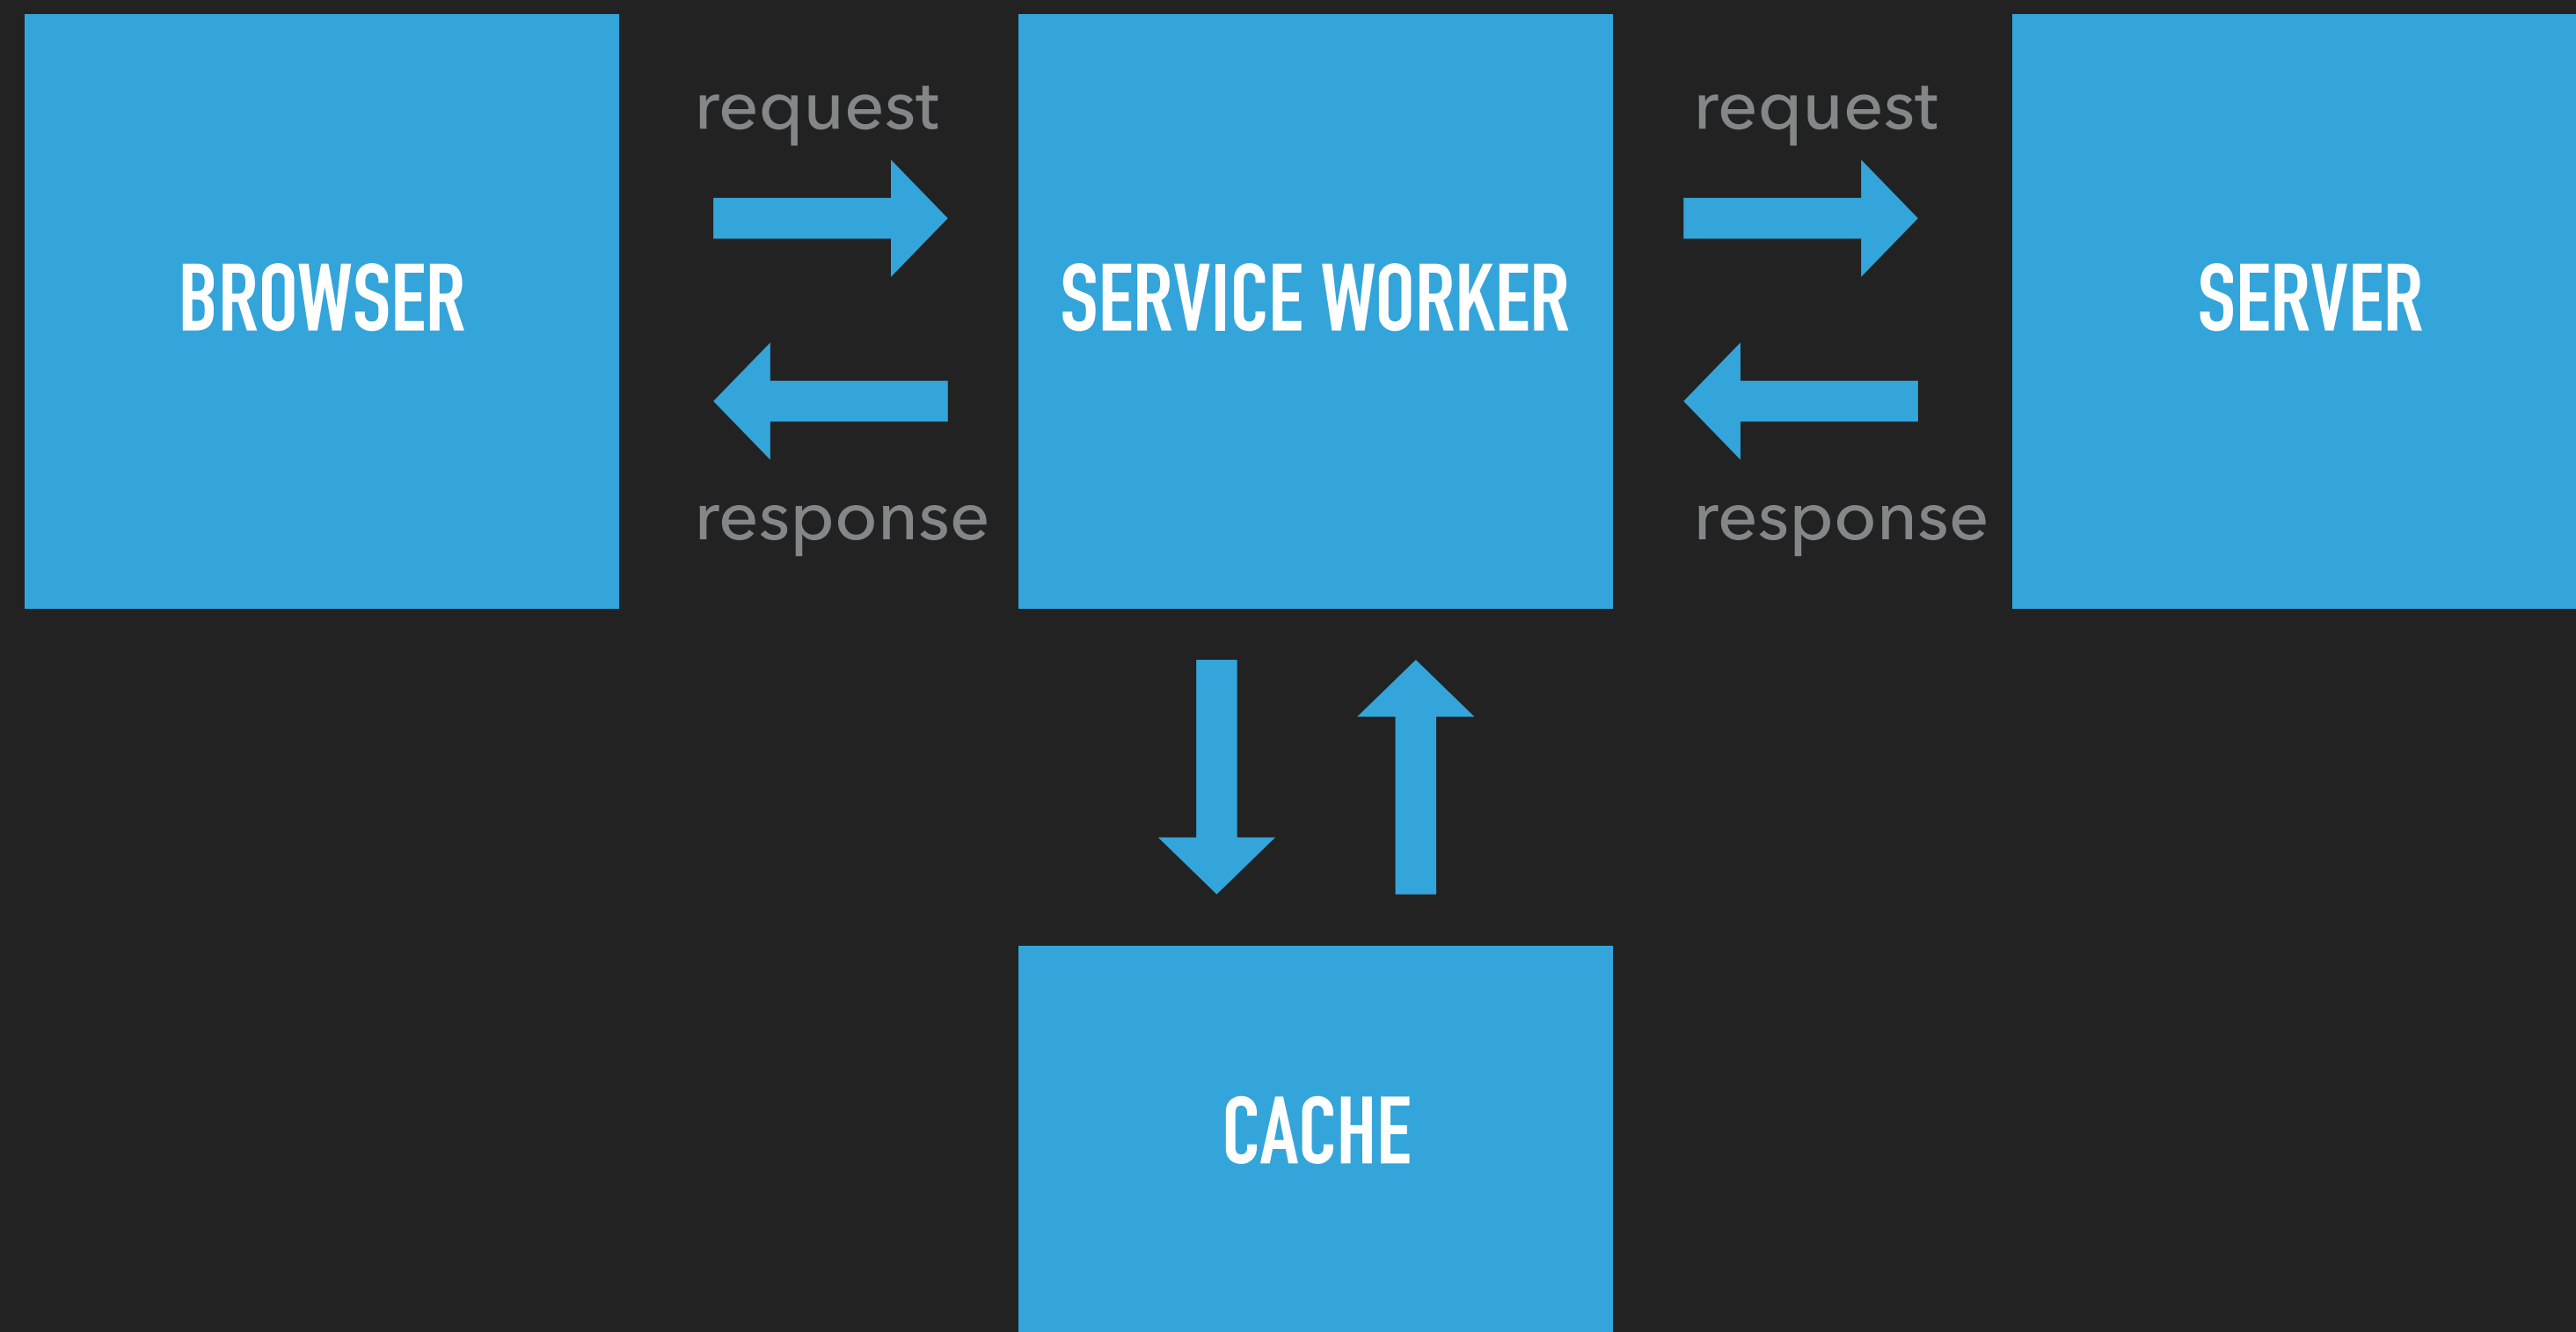 request
request
BROWSER
SERVICE WORKER
SERVER
response
response
CACHE